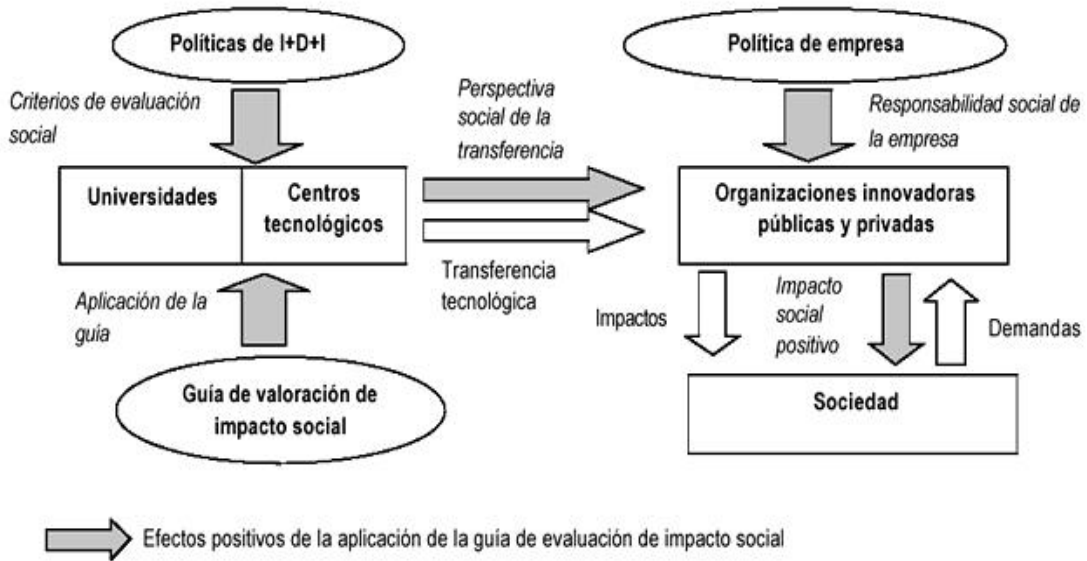 Políticas de I+D+I
Política de empresa
Criterios de evaluación
social
Perspectiva
social de la
transferencia
Responsabilidad social de
la empresa
Universidades
Centros
tecnológicos
Organizaciones innovadoras
públicas y privadas
Transferencia
tecnológica
Aplicación de la
guía
Impactos
Impacto
social
positivo
Demandas
Guía de valoración de
impacto social
Sociedad
Efectos positivos de la aplicación de la guía de evaluación de impacto social